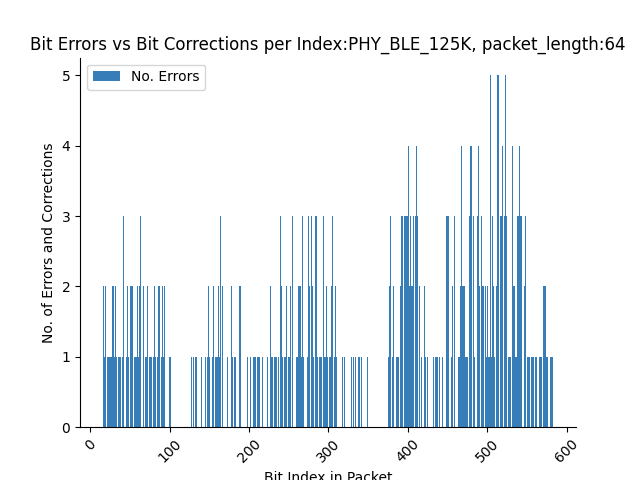 Bit Errors vs Bit Corrections per Index:PHY_BLE_125K, packet_length:64
No. Errors
No. of Errors and Corrections
5
4
3
2
1
0
0 100 200 300 400 500 600
Bit Index in Packet